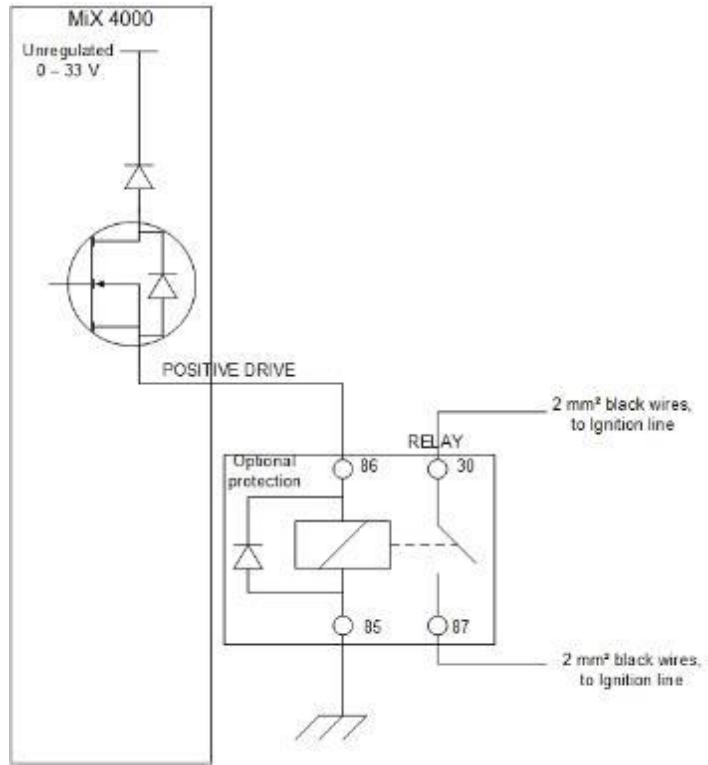 MiX 4000
Unregulated
0 – 33 V
POSITIVE DRIVE
2 mm² black wires,
to Ignition line
RELAY
Optional
protection
86
30
85
87
2 mm² black wires,
to Ignition line